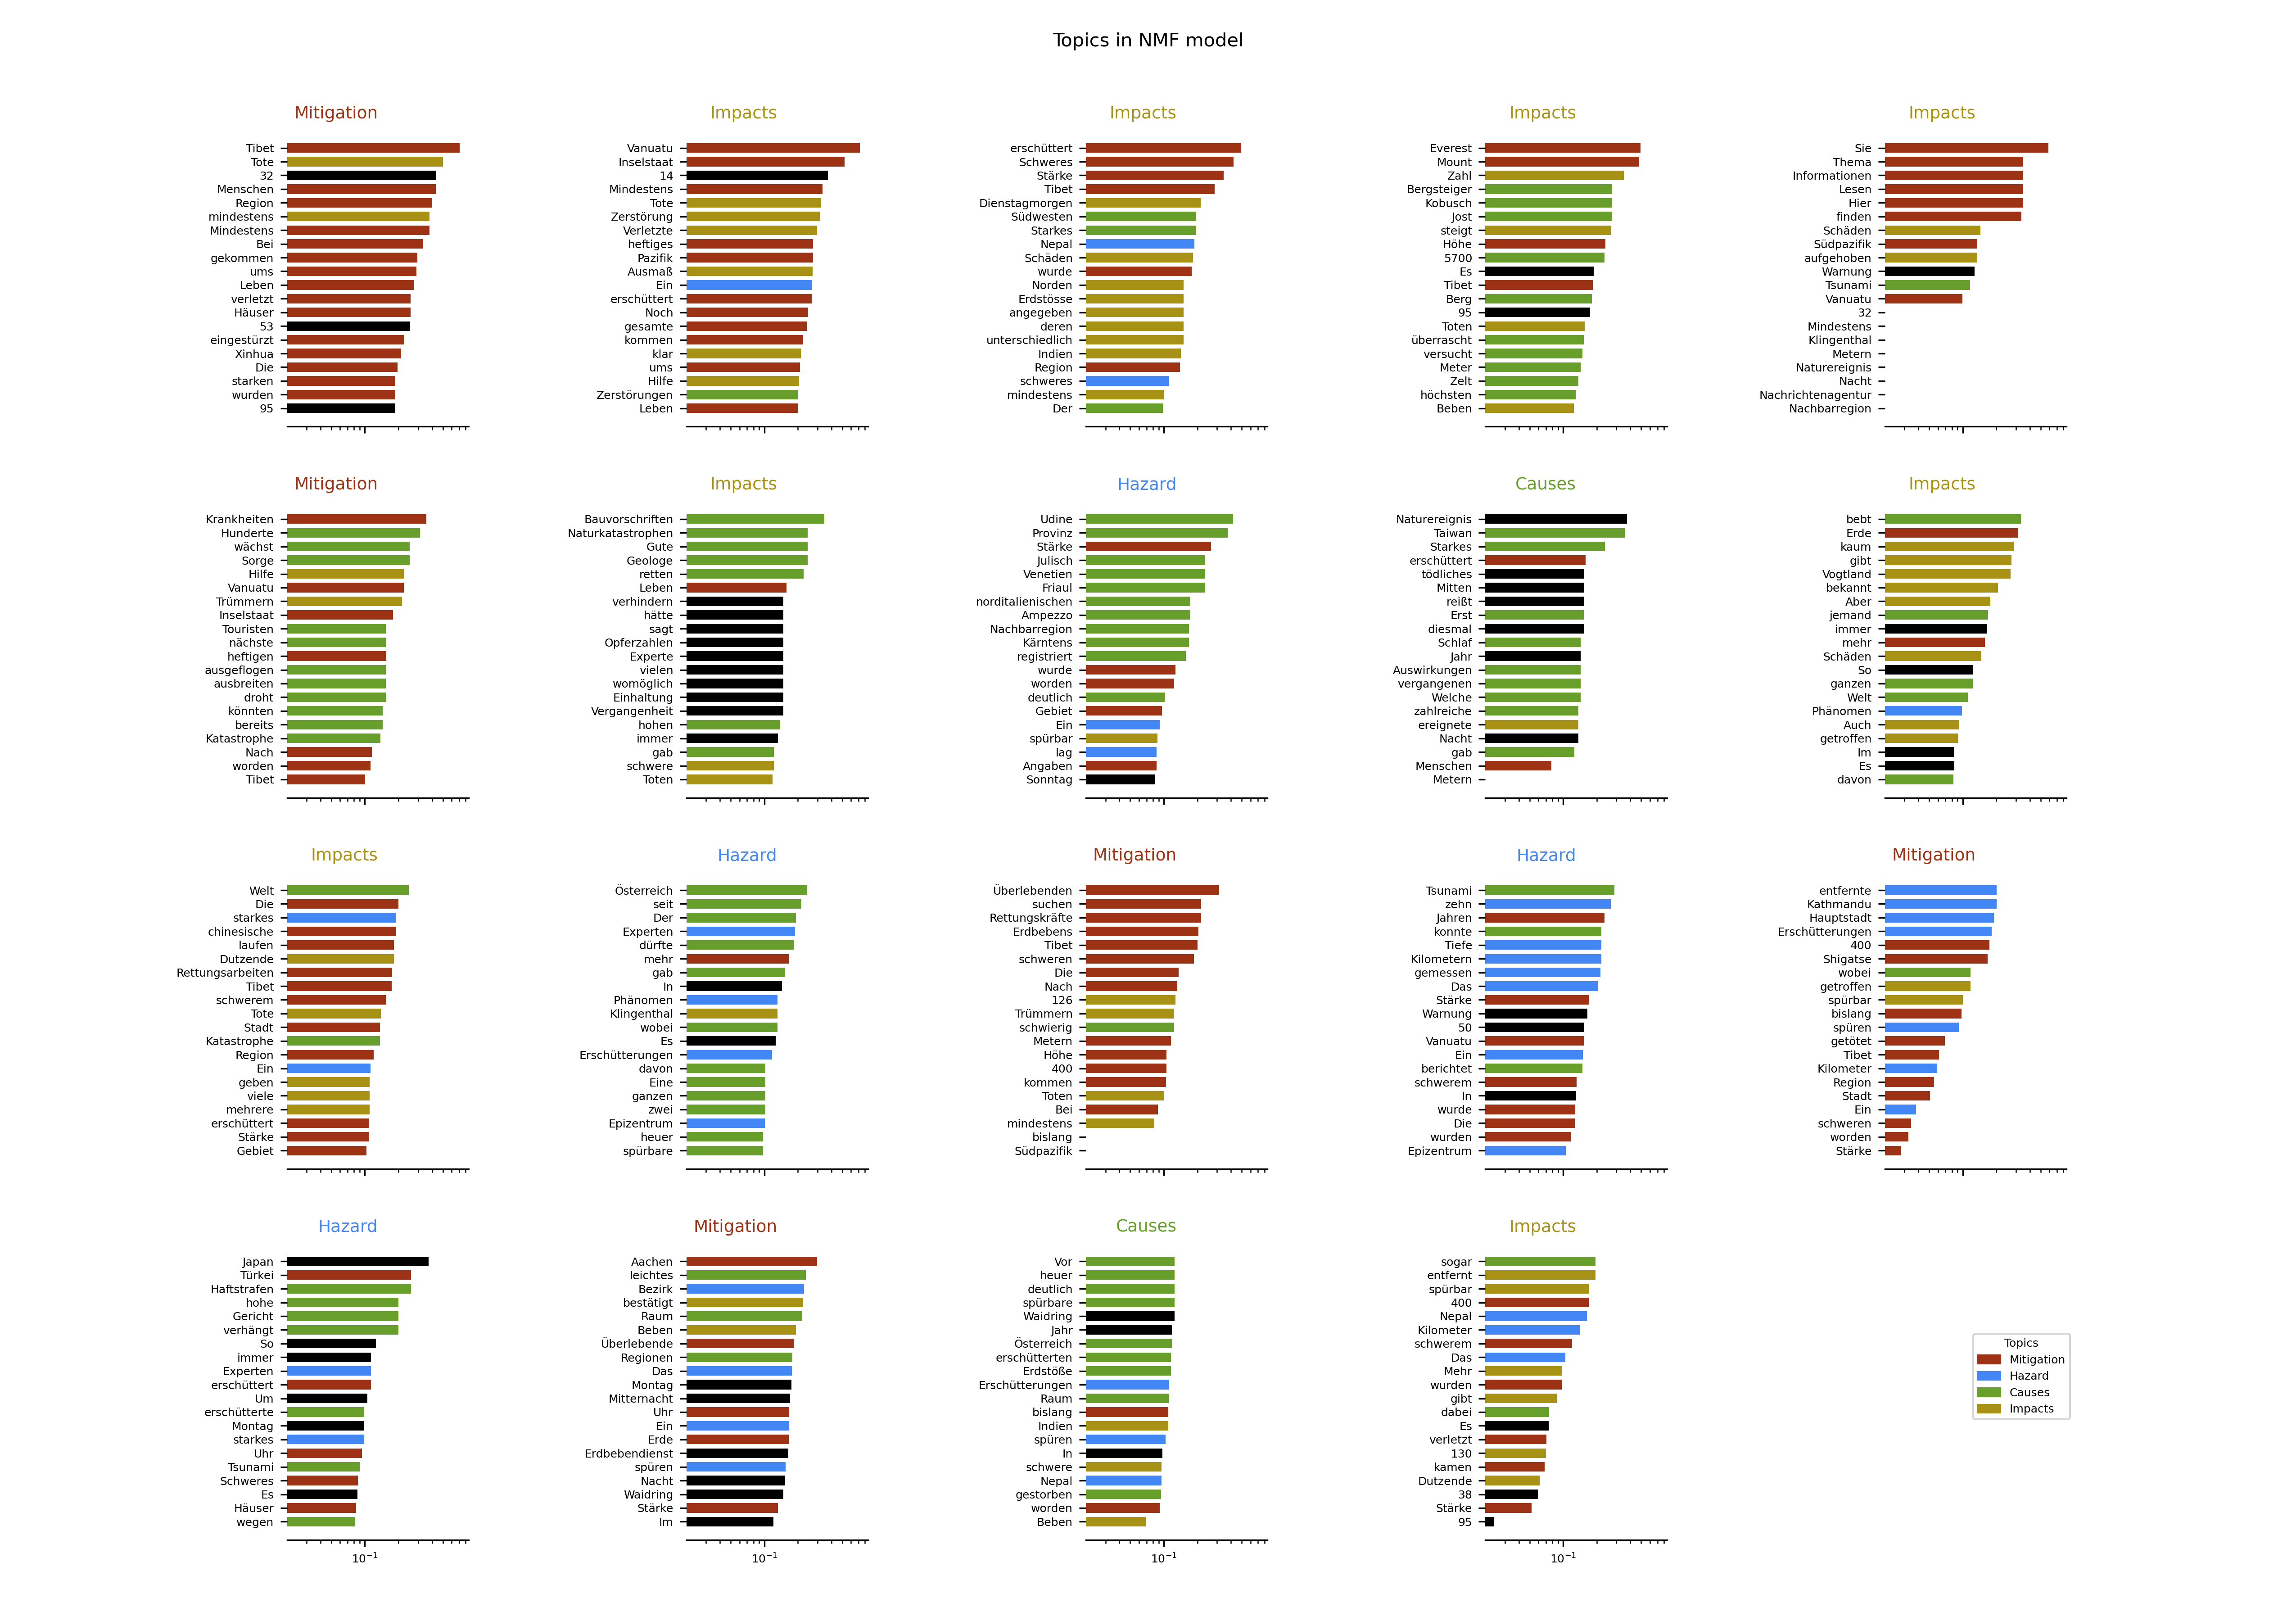 Topics in NMF model
Mitigation
Tibet
Tote
32
Menschen
Region
mindestens
Mindestens
Bei
gekommen
ums
Leben
verletzt
Häuser
53
eingestürzt
Xinhua
Die
starken
wurden
95
Impacts
Vanuatu
Inselstaat
14
Mindestens
Tote
Zerstörung
Verletzte
heftiges
Pazifik
Ausmaß
Ein
erschüttert
Noch
gesamte
kommen
klar
ums
Hilfe
Zerstörungen
Leben
Impacts
erschüttert
Schweres
Stärke
Tibet
Dienstagmorgen
Südwesten
Starkes
Nepal
Schäden
wurde
Norden
Erdstösse
angegeben
deren
unterschiedlich
Indien
Region
schweres
mindestens
Der
Impacts
Everest
Mount
Zahl
Bergsteiger
Kobusch
Jost
steigt
Höhe
5700
Es
Tibet
Berg
95
Toten
überrascht
versucht
Meter
Zelt
höchsten
Beben
Impacts
Sie
Thema
Informationen
Lesen
Hier
finden
Schäden
Südpazifik
aufgehoben
Warnung
Tsunami
Vanuatu
32
Mindestens
Klingenthal
Metern
Naturereignis
Nacht
Nachrichtenagentur
Nachbarregion
Mitigation
Krankheiten
Hunderte
wächst
Sorge
Hilfe
Vanuatu
Trümmern
Inselstaat
Touristen
nächste
heftigen
ausgeflogen
ausbreiten
droht
könnten
bereits
Katastrophe
Nach
worden
Tibet
Impacts
Bauvorschriften
Naturkatastrophen
Gute
Geologe
retten
Leben
verhindern
hätte
sagt
Opferzahlen
Experte
vielen
womöglich
Einhaltung
Vergangenheit
hohen
immer
gab
schwere
Toten
Hazard
Udine
Provinz
Stärke
Julisch
Venetien
Friaul
norditalienischen
Ampezzo
Nachbarregion
Kärntens
registriert
wurde
worden
deutlich
Gebiet
Ein
spürbar
lag
Angaben
Sonntag
Causes
Naturereignis
Taiwan
Starkes
erschüttert
tödliches
Mitten
reißt
Erst
diesmal
Schlaf
Jahr
Auswirkungen
vergangenen
Welche
zahlreiche
ereignete
Nacht
gab
Menschen
Metern
Impacts
bebt
Erde
kaum
gibt
Vogtland
bekannt
Aber
jemand
immer
mehr
Schäden
So
ganzen
Welt
Phänomen
Auch
getroffen
Im
Es
davon
Impacts
Welt
Die
starkes
chinesische
laufen
Dutzende
Rettungsarbeiten
Tibet
schwerem
Tote
Stadt
Katastrophe
Region
Ein
geben
viele
mehrere
erschüttert
Stärke
Gebiet
Hazard
Österreich
seit
Der
Experten
dürfte
mehr
gab
In
Phänomen
Klingenthal
wobei
Es
Erschütterungen
davon
Eine
ganzen
zwei
Epizentrum
heuer
spürbare
Mitigation
Überlebenden
suchen
Rettungskräfte
Erdbebens
Tibet
schweren
Die
Nach
126
Trümmern
schwierig
Metern
Höhe
400
kommen
Toten
Bei
mindestens
bislang
Südpazifik
Hazard
Tsunami
zehn
Jahren
konnte
Tiefe
Kilometern
gemessen
Das
Stärke
Warnung
50
Vanuatu
Ein
berichtet
schwerem
In
wurde
Die
wurden
Epizentrum
Mitigation
entfernte
Kathmandu
Hauptstadt
Erschütterungen
400
Shigatse
wobei
getroffen
spürbar
bislang
spüren
getötet
Tibet
Kilometer
Region
Stadt
Ein
schweren
worden
Stärke
Hazard
Japan
Türkei
Haftstrafen
hohe
Gericht
verhängt
So
immer
Experten
erschüttert
Um
erschütterte
Montag
starkes
Uhr
Tsunami
Schweres
Es
Häuser
wegen
10⁻¹
Mitigation
Aachen
leichtes
Bezirk
bestätigt
Raum
Beben
Überlebende
Regionen
Das
Montag
Mitternacht
Uhr
Ein
Erde
Erdbebendienst
spüren
Nacht
Waidring
Stärke
Im
10⁻¹
Causes
Vor
heuer
deutlich
spürbare
Waidring
Jahr
Österreich
erschütterten
Erdstöße
Erschütterungen
Raum
bislang
Indien
spüren
In
schwere
Nepal
gestorben
worden
Beben
10⁻¹
Impacts
sogar
entfernt
spürbar
400
Nepal
Kilometer
schwerem
Das
Mehr
wurden
gibt
dabei
Es
verletzt
130
kamen
Dutzende
38
Stärke
95
10⁻¹
Topics
Mitigation
Hazard
Causes
Impacts